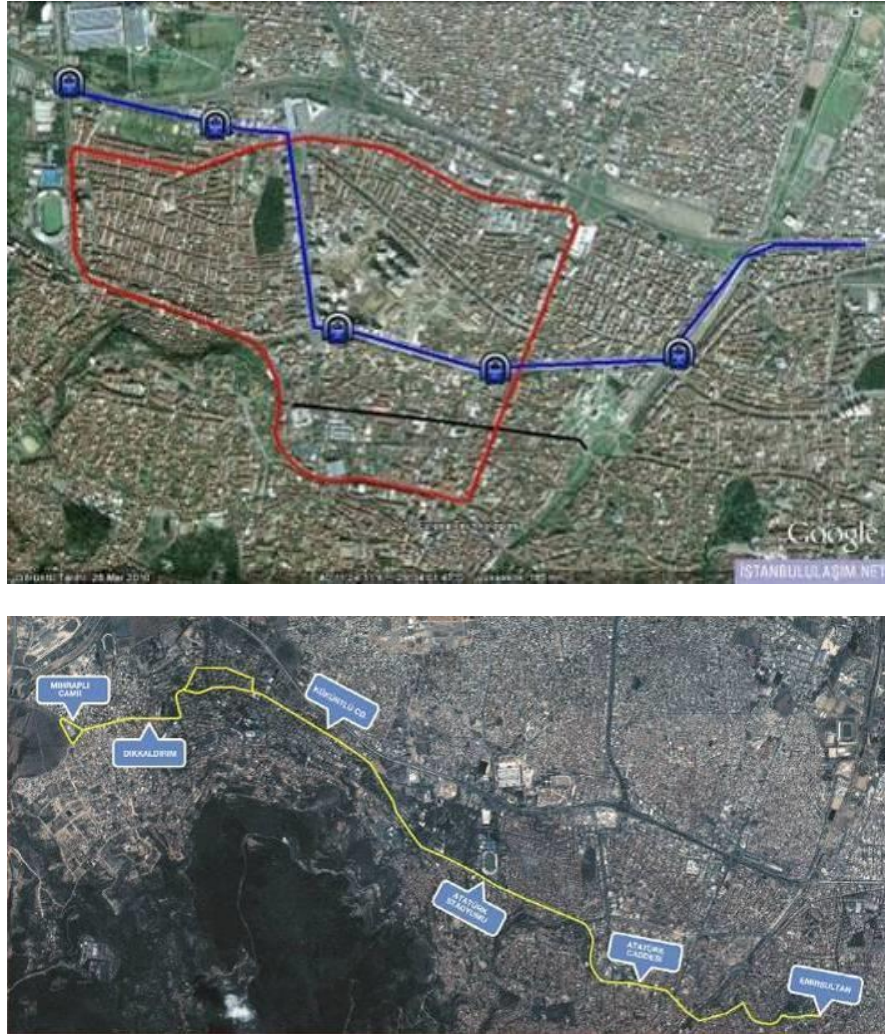 Google
İSTANBULULAŞIM.NET
MİHRAPLI
CAMİİ
DİKKALDIRIM
KÜKÜRTLÜ CD.
ATATÜRK
STADYUMU
ATATÜRK
CADDESİ
EMİRSULTAN